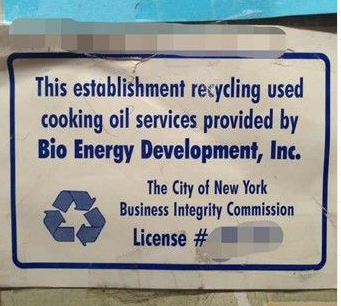 This establishment recycling used
cooking oil services provided by
Bio Energy Development, Inc.
The City of New York
Business Integrity Commission
License #